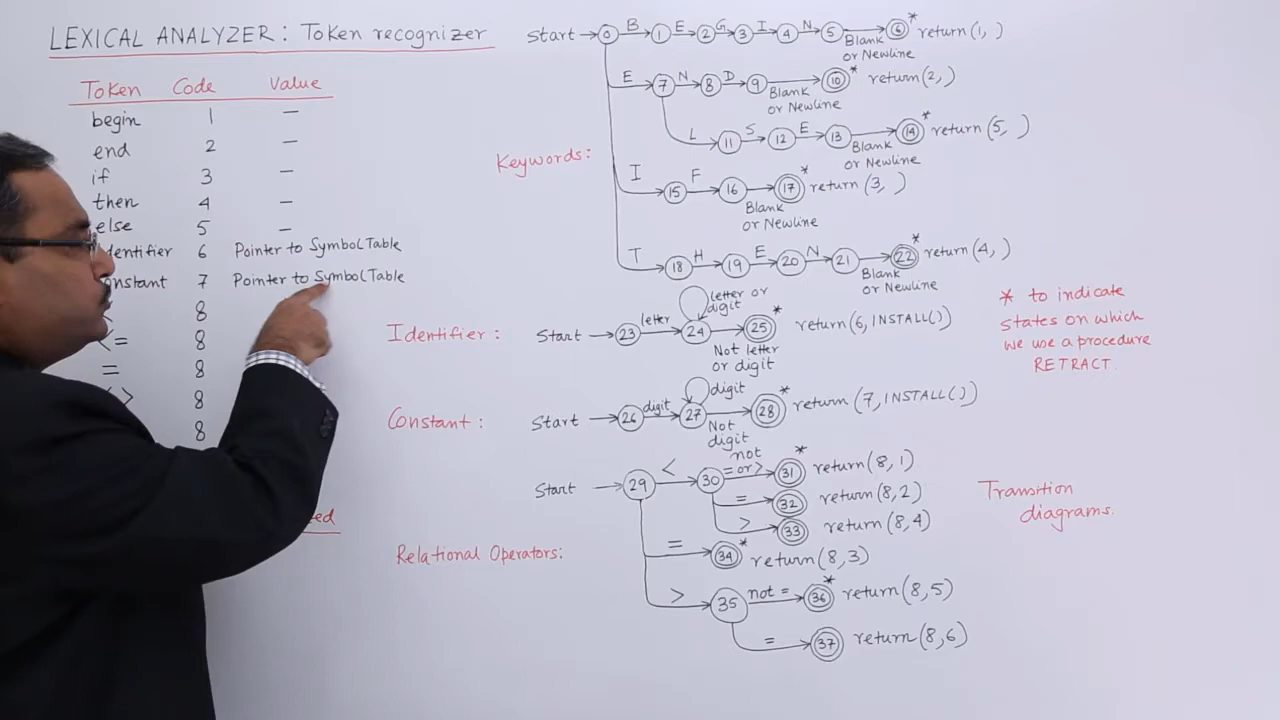 LEXICAL ANALYZER: Token recognizer
Token Code Value
begin 1 —
end 2 —
if 3 —
then 4 —
else 5 —
dentifier 6 Pointer to Symbol Table
onstant 7 Pointer to Symbol Table
8
<= 8
= 8
<> 8
8
ed
Keywords:
Start 0 B 1 E 2 G 3 I 4 N 5 Blank or Newline 6 * return(1, )
E 7 N 8 D 9 Blank or Newline 10 * return(2, )
L 11 S 12 E 13 Blank or Newline 14 * return(5, )
I 15 F 16 Blank or Newline 17 * return(3, )
T 18 H 19 E 20 N 21 Blank or Newline 22 * return(4, )
Identifier: Start 23 letter 24 letter or digit Not letter or digit 25 * return(6, INSTALL())
Constant: Start 26 digit 27 digit Not digit 28 * return(7, INSTALL())
Relational Operators:
Start 29 < 30 not = or > 31 * return(8,1)
= 32 return(8,2)
> 33 return(8,4)
= 34 * return(8,3)
> 35 not = 36 * return(8,5)
= 37 return(8,6)
* to indicate
states on which
we use a procedure
RETRACT.
Transition
diagrams.